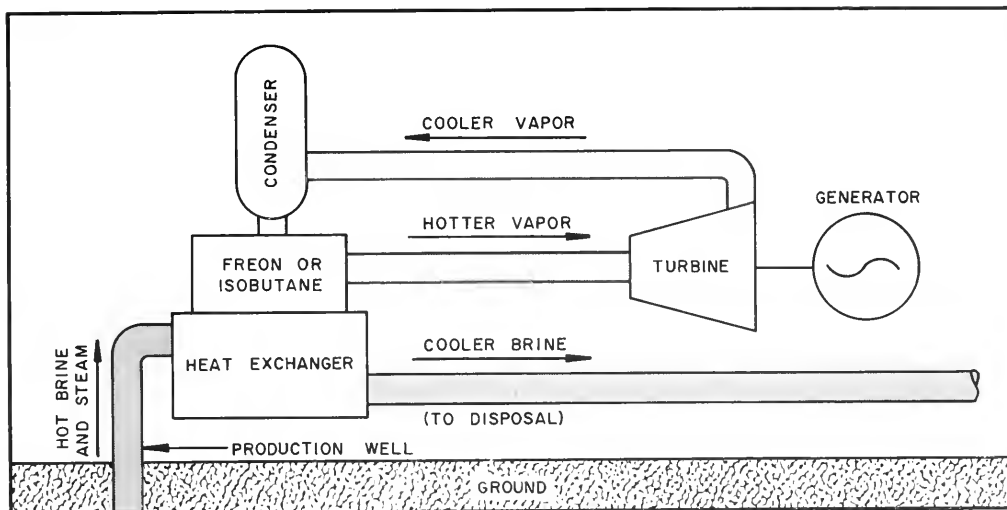 CONDENSER
COOLER VAPOR
GENERATOR
HOTTER VAPOR
FREON OR
ISOBUTANE
TURBINE
HOT BRINE
AND STEAM
HEAT EXCHANGER
COOLER BRINE
(TO DISPOSAL)
PRODUCTION WELL
GROUND